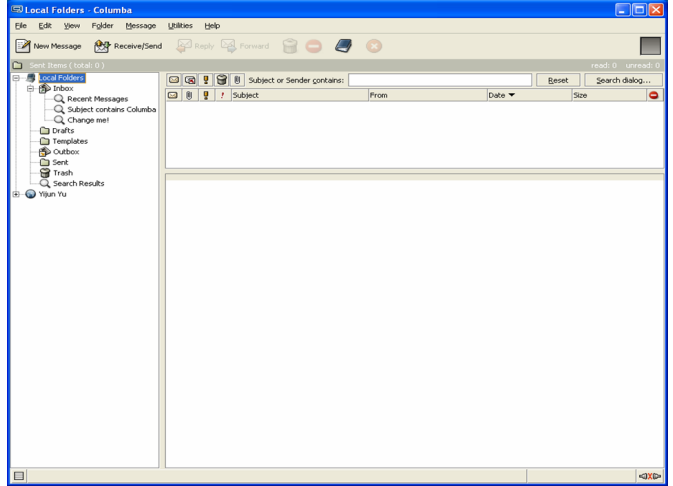 Local Folders - Columba
File Edit View Folder Message Utilities Help
New Message Receive/Send Reply Forward
Sent Items ( total: 0 ) read: 0 unread: 0
Local Folders
Inbox
Recent Messages
Subject contains Columba
Change me!
Drafts
Templates
Outbox
Sent
Trash
Search Results
Yijun Yu
Subject or Sender contains: Reset Search dialog...
Subject From Date Size